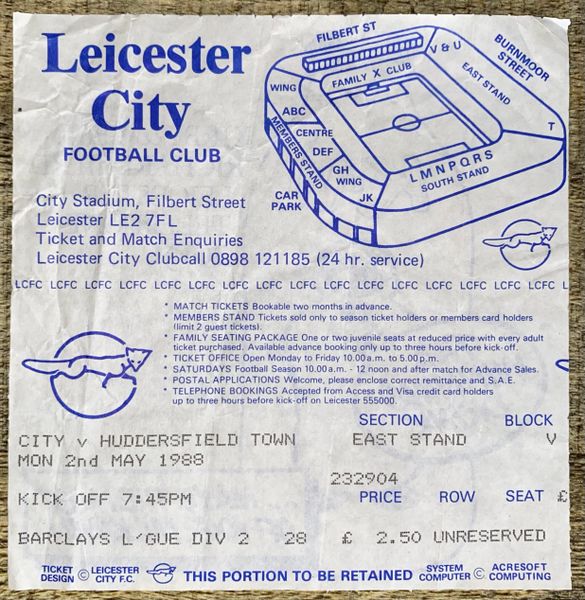 Leicester
City
FOOTBALL CLUB
FILBERT ST
BURNMOOR
STREET
V & U
FAMILY X CLUB
EAST STAND
WING
ABC
CENTRE
DEF
GH
WING
JK
MEMBERS STAND
T
L M N P Q R S
SOUTH STAND
CAR
PARK
City Stadium, Filbert Street
Leicester LE2 7FL
Ticket and Match Enquiries
Leicester City Clubcall 0898 121185 (24 hr. service)
LCFC LCFC LCFC LCFC LCFC LCFC LCFC LCFC LCFC LCFC LCFC LCFC LCFC LCFC LCFC L
* MATCH TICKETS Bookable two months in advance.
* MEMBERS STAND Tickets sold only to season ticket holders or members card holders
(limit 2 guest tickets).
* FAMILY SEATING PACKAGE One or two juvenile seats at reduced price with every adult
ticket purchased. Available advance booking only up to three hours before kick-off.
* TICKET OFFICE Open Monday to Friday 10.00 a.m. to 5.00 p.m.
* SATURDAYS Football Season 10.00 a.m. - 12 noon and after match for Advance Sales.
* POSTAL APPLICATIONS Welcome, please enclose correct remittance and S.A.E.
* TELEPHONE BOOKINGS Accepted from Access and Visa credit card holders
up to three hours before kick-off on Leicester 555000.
SECTION BLOCK
CITY v HUDDERSFIELD TOWN EAST STAND V
MON 2nd MAY 1988
232904
KICK OFF 7:45PM PRICE ROW SEAT £
BARCLAYS L'GUE DIV 2 28 £ 2.50 UNRESERVED
TICKET DESIGN © LEICESTER CITY F.C. THIS PORTION TO BE RETAINED SYSTEM COMPUTER © ACRESOFT COMPUTING